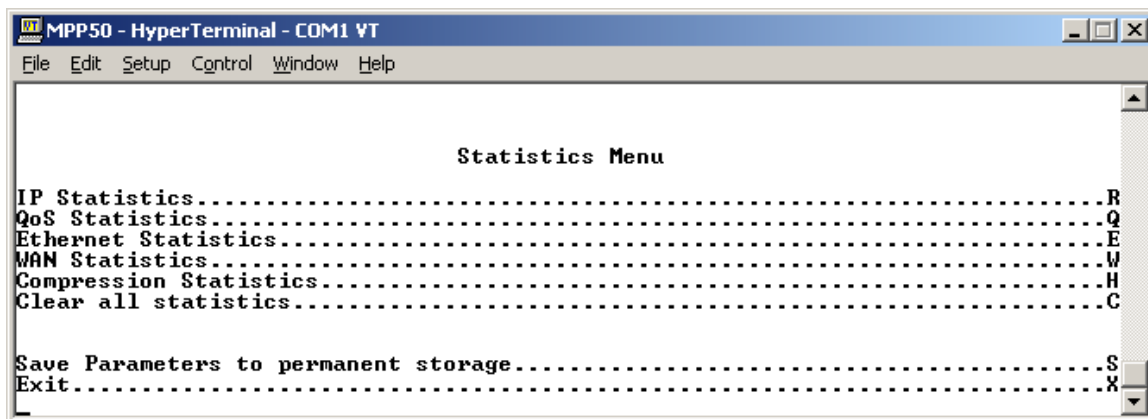 MPP50 - HyperTerminal - COM1 VT
File Edit Setup Control Window Help
Statistics Menu
IP Statistics..................................................................R
QoS Statistics.................................................................Q
Ethernet Statistics............................................................E
WAN Statistics.................................................................W
Compression Statistics.........................................................H
Clear all statistics...........................................................C
Save Parameters to permanent storage...........................................S
Exit...........................................................................X